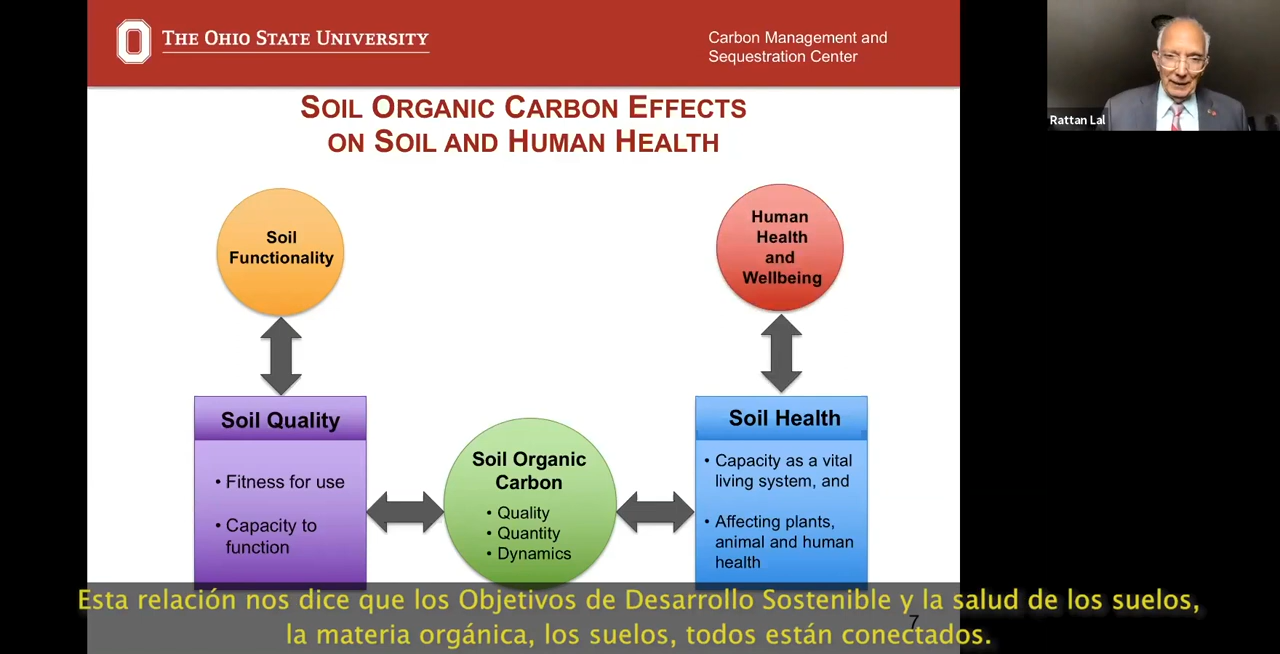 THE OHIO STATE UNIVERSITY
Carbon Management and
Sequestration Center
Rattan Lal
SOIL ORGANIC CARBON EFFECTS
ON SOIL AND HUMAN HEALTH
Soil
Functionality
Human
Health
and
Wellbeing
Soil Quality
• Fitness for use
• Capacity to
function
Soil Organic
Carbon
• Quality
• Quantity
• Dynamics
Soil Health
• Capacity as a vital
living system, and
• Affecting plants,
animal and human
health
7
Esta relación nos dice que los Objetivos de Desarrollo Sostenible y la salud de los suelos,
la materia orgánica, los suelos, todos están conectados.